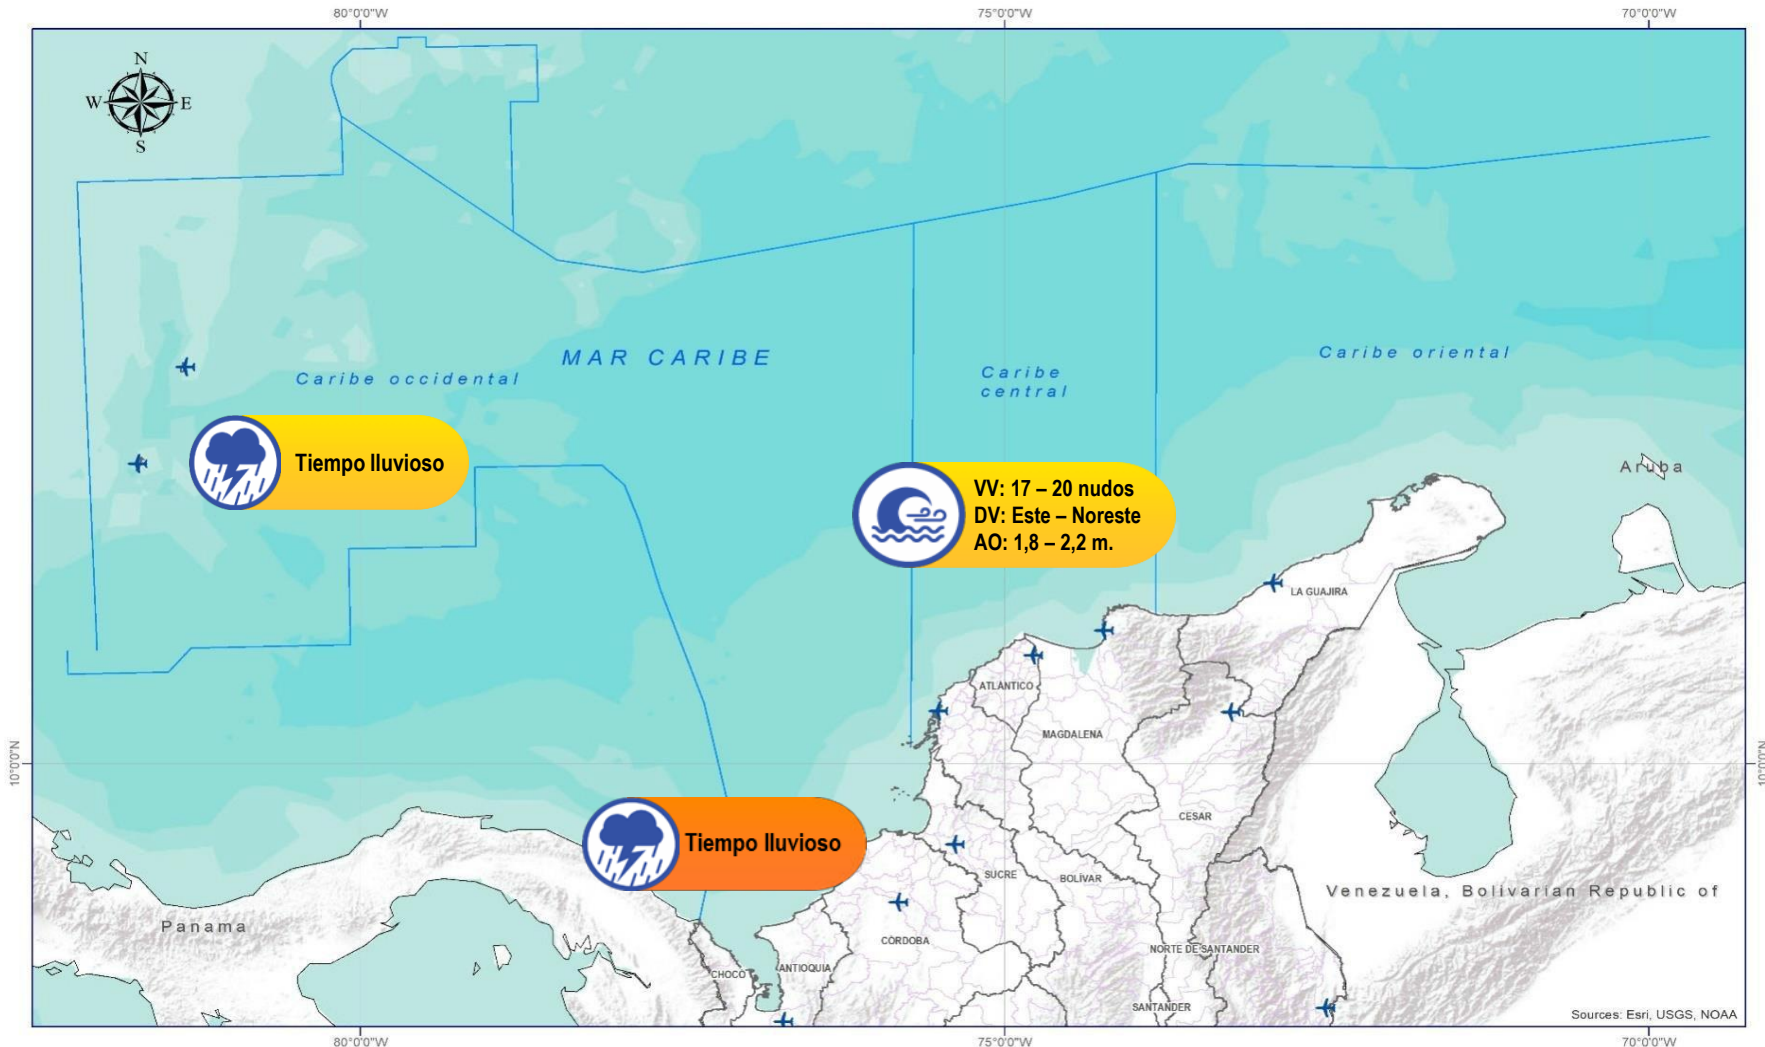 80°0'0"W
75°0'0"W
70°0'0"W
N
W
E
S
MAR CARIBE
Caribe occidental
Caribe
central
Caribe oriental
Tiempo lluvioso
VV: 17 – 20 nudos
DV: Este – Noreste
AO: 1,8 – 2,2 m.
Aruba
LA GUAJIRA
ATLANTICO
MAGDALENA
10°0'0"N
10°0'0"N
CESAR
Tiempo lluvioso
SUCRE
BOLÍVAR
Venezuela, Bolivarian Republic of
Panama
CÓRDOBA
NORTE DE SANTANDER
CHOCO
ANTIOQUIA
SANTANDER
Sources: Esri, USGS, NOAA
80°0'0"W
75°0'0"W
70°0'0"W